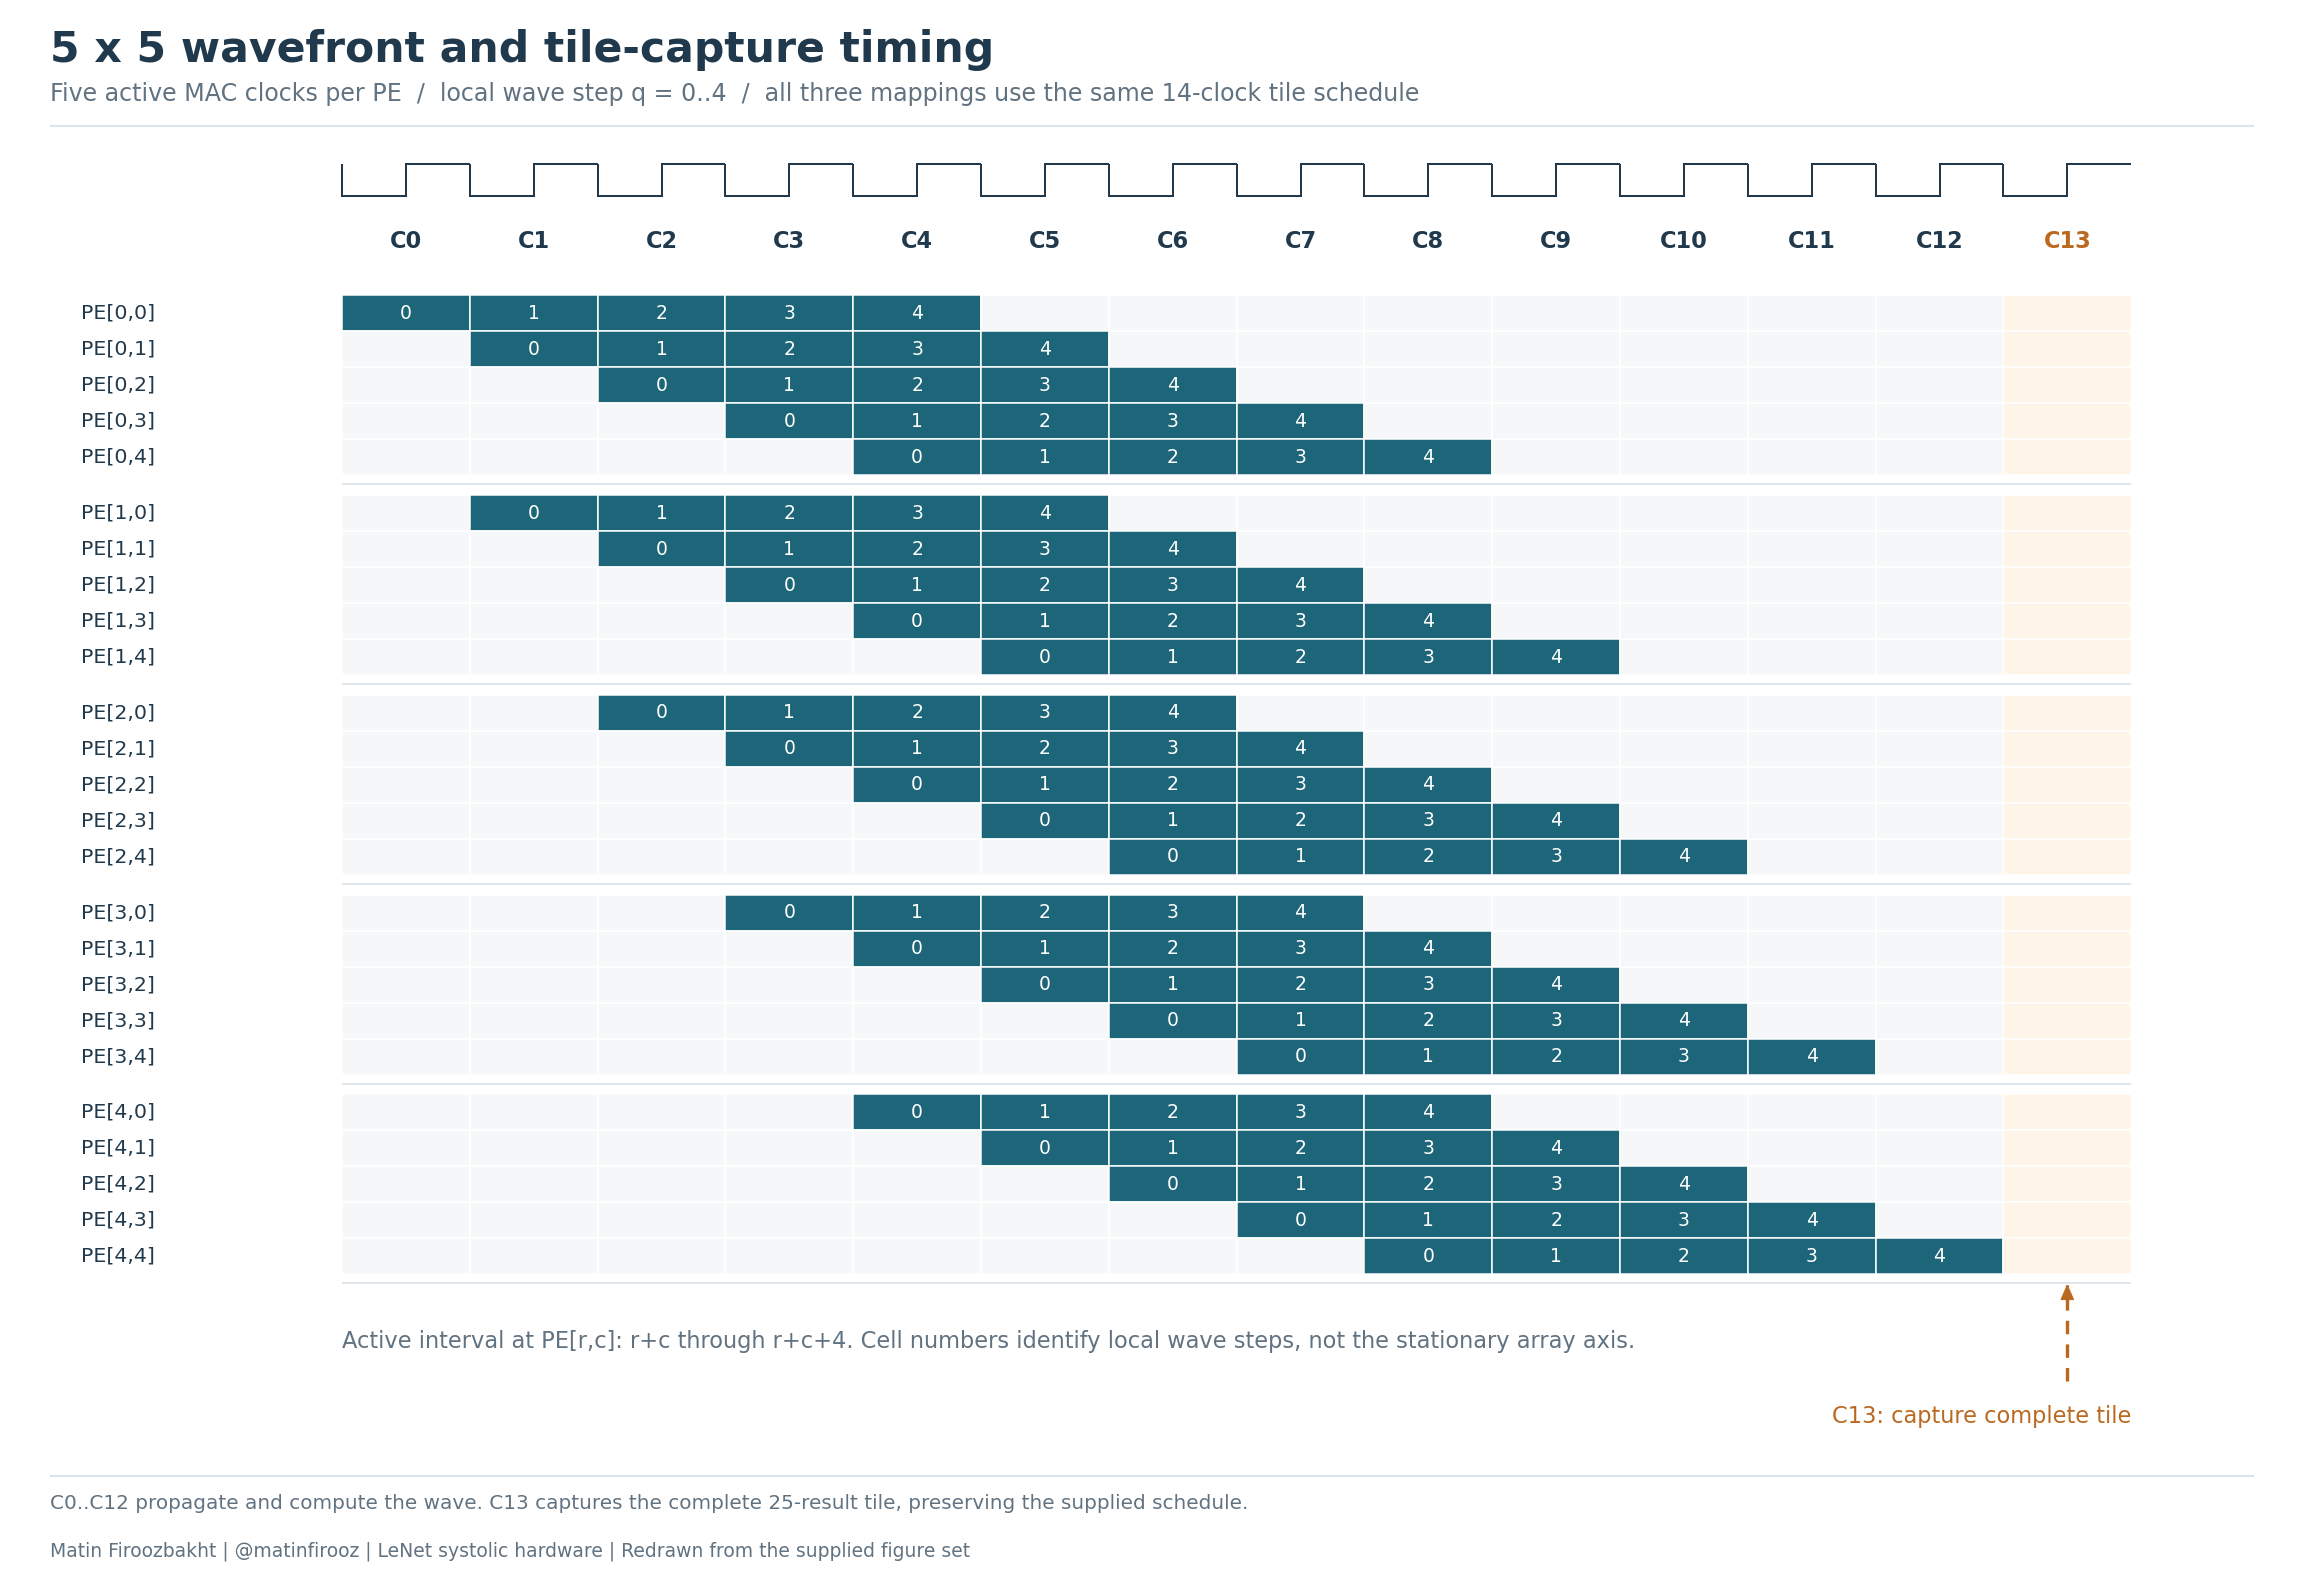 5 x 5 wavefront and tile-capture timing
Five active MAC clocks per PE / local wave step q = 0..4 / all three mappings use the same 14-clock tile schedule
C0 C1 C2 C3 C4 C5 C6 C7 C8 C9 C10 C11 C12 C13
PE[0,0] 0 1 2 3 4
PE[0,1] 0 1 2 3 4
PE[0,2] 0 1 2 3 4
PE[0,3] 0 1 2 3 4
PE[0,4] 0 1 2 3 4
PE[1,0] 0 1 2 3 4
PE[1,1] 0 1 2 3 4
PE[1,2] 0 1 2 3 4
PE[1,3] 0 1 2 3 4
PE[1,4] 0 1 2 3 4
PE[2,0] 0 1 2 3 4
PE[2,1] 0 1 2 3 4
PE[2,2] 0 1 2 3 4
PE[2,3] 0 1 2 3 4
PE[2,4] 0 1 2 3 4
PE[3,0] 0 1 2 3 4
PE[3,1] 0 1 2 3 4
PE[3,2] 0 1 2 3 4
PE[3,3] 0 1 2 3 4
PE[3,4] 0 1 2 3 4
PE[4,0] 0 1 2 3 4
PE[4,1] 0 1 2 3 4
PE[4,2] 0 1 2 3 4
PE[4,3] 0 1 2 3 4
PE[4,4] 0 1 2 3 4
Active interval at PE[r,c]: r+c through r+c+4. Cell numbers identify local wave steps, not the stationary array axis.
C13: capture complete tile
C0..C12 propagate and compute the wave. C13 captures the complete 25-result tile, preserving the supplied schedule.
Matin Firoozbakht | @matinfirooz | LeNet systolic hardware | Redrawn from the supplied figure set